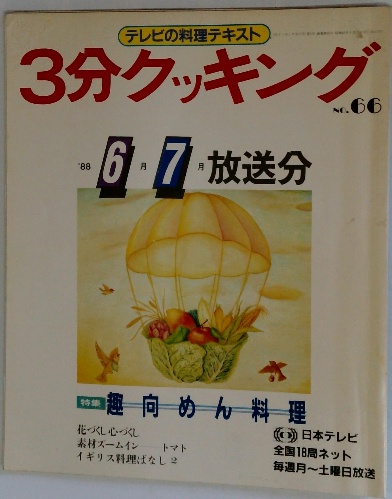 テレビの料理テキスト
3分クッキング
NO.66
'88 6月 7月 放送分
特集 趣向めん料理
花づくし心づくし
素材ズームイン──トマト
イギリス料理ばなし 2
日本テレビ
全国18局ネット
毎週月～土曜日放送